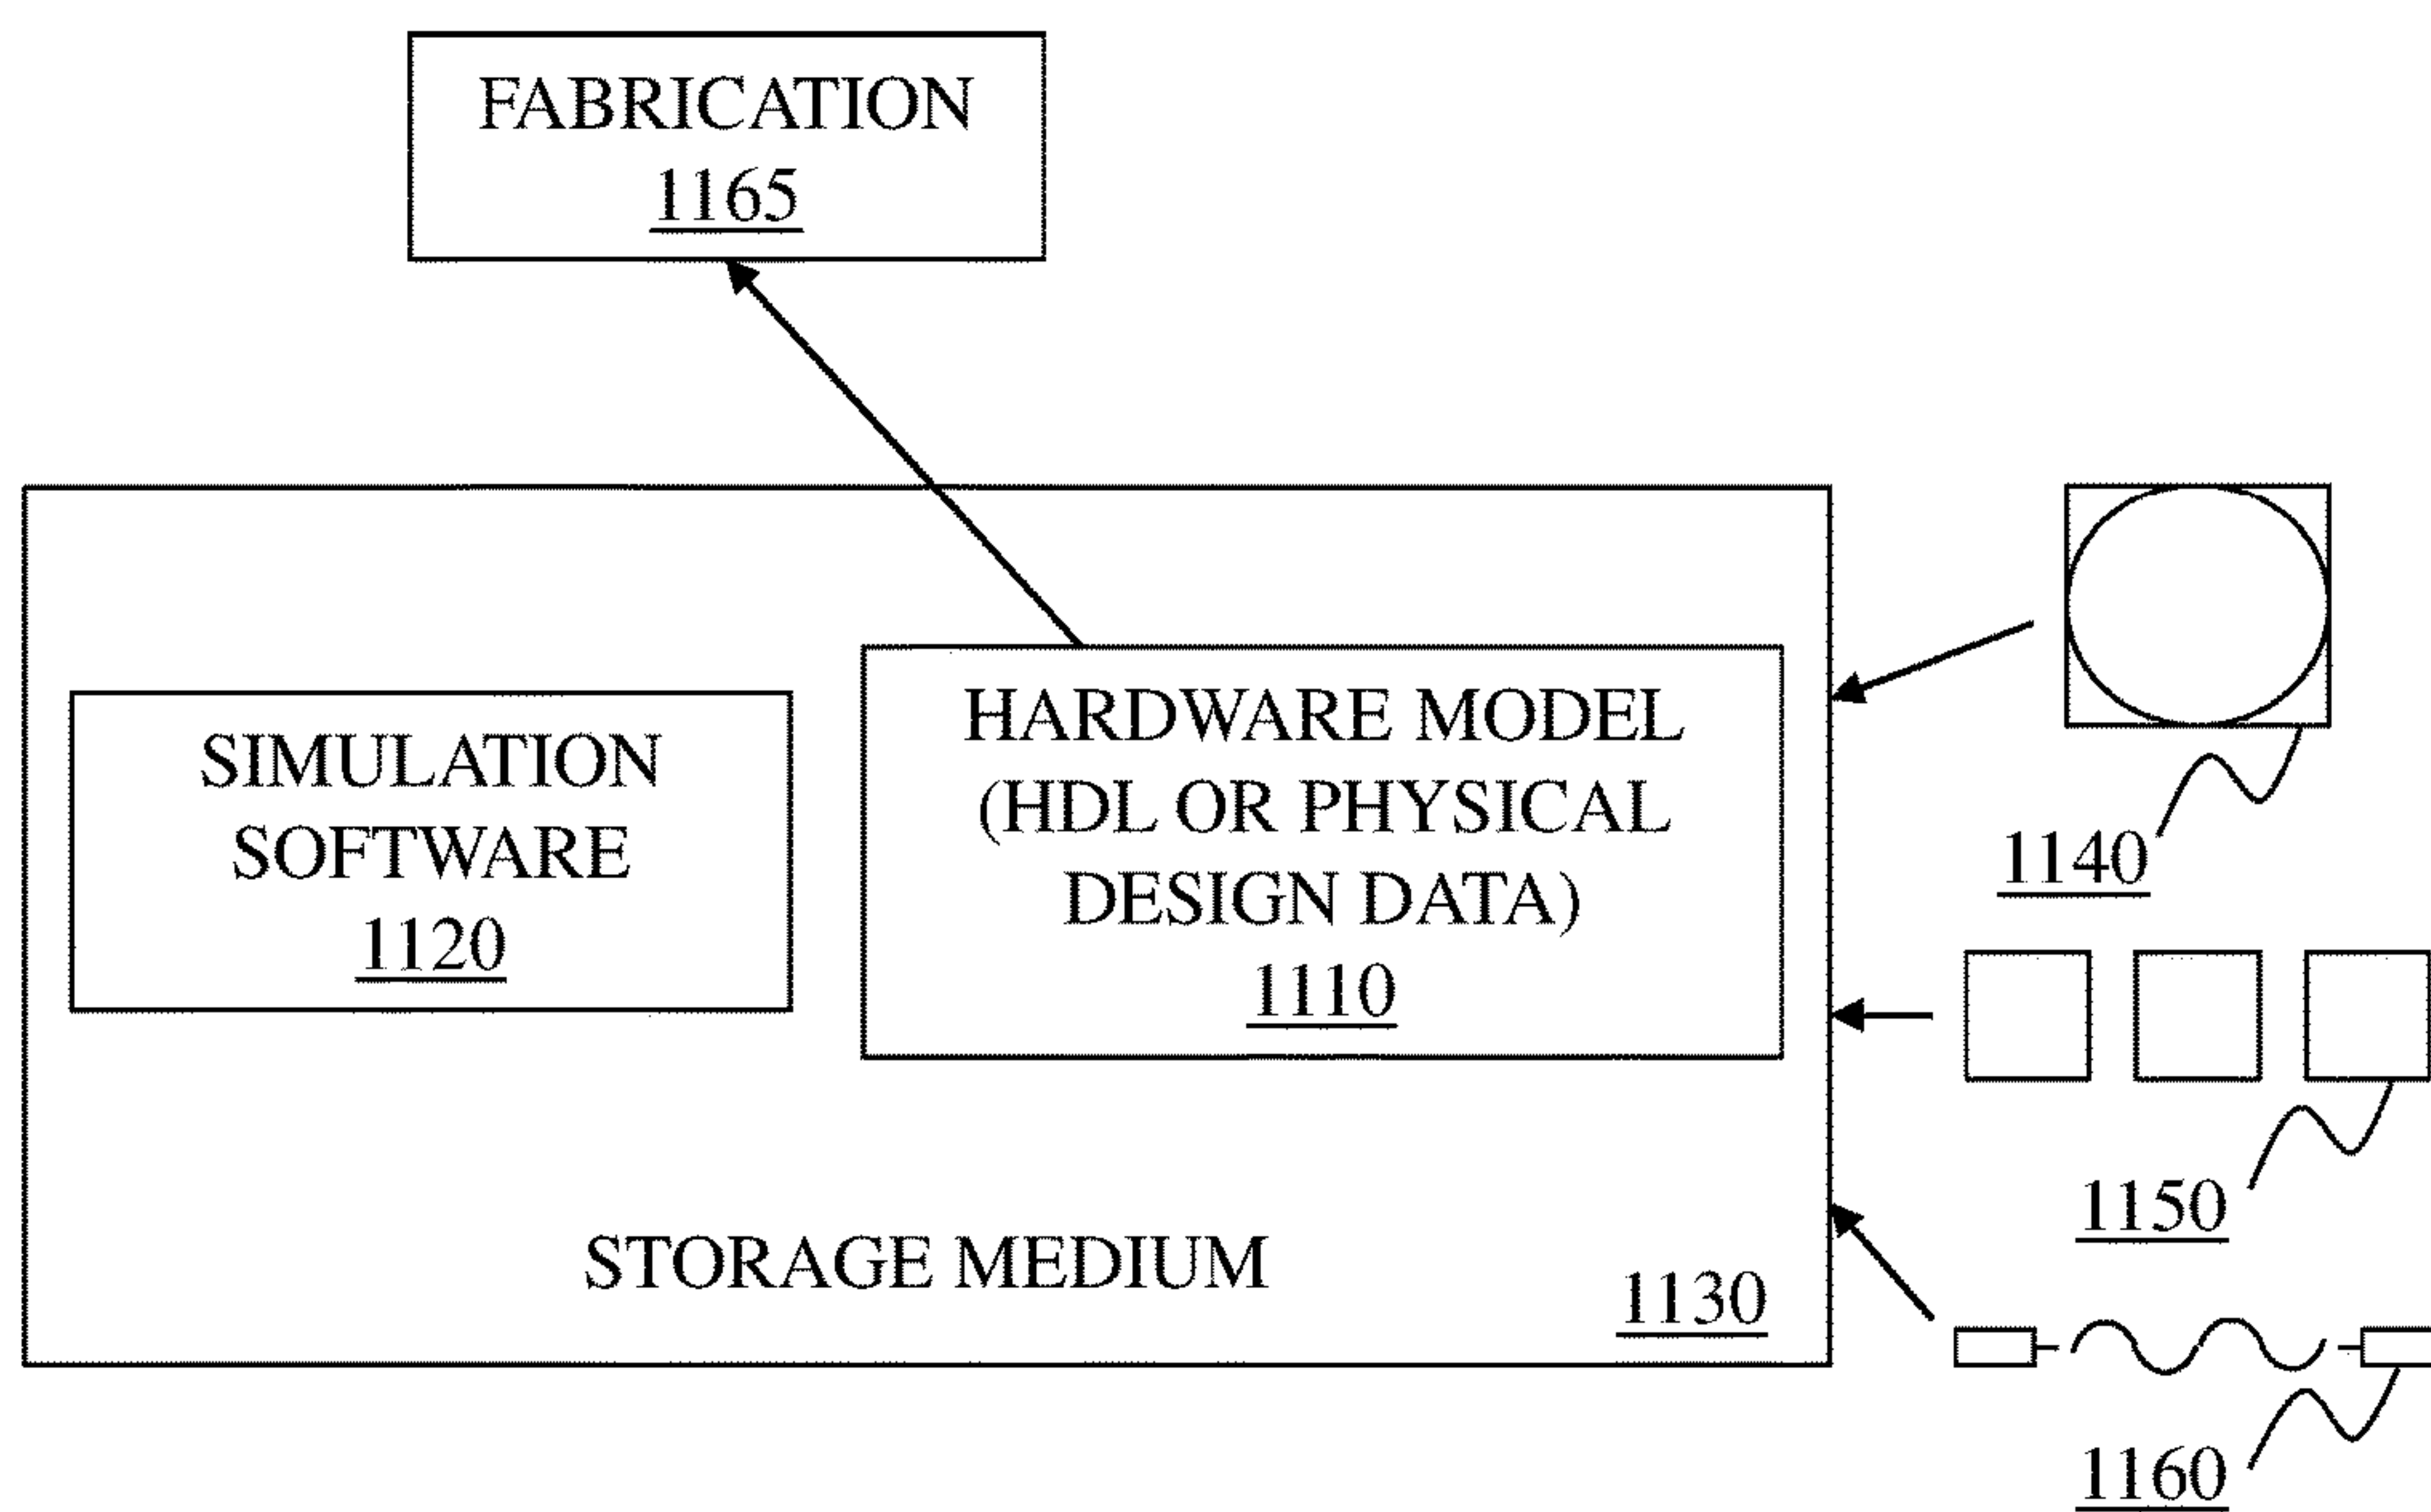 FABRICATION
1165
SIMULATION
SOFTWARE
1120
HARDWARE MODEL
(HDL OR PHYSICAL
DESIGN DATA)
1110
STORAGE MEDIUM
1130
1140
1150
1160